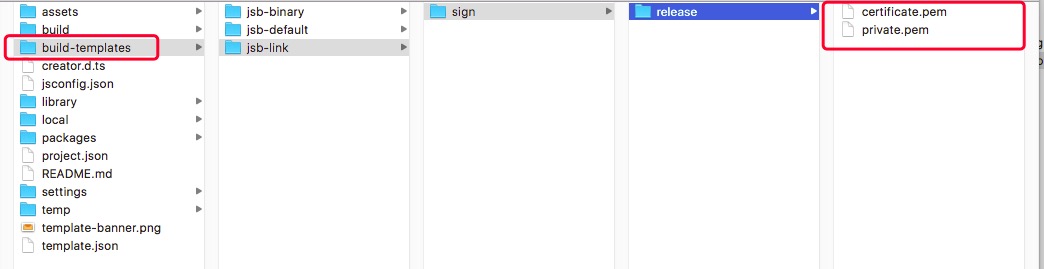 assets
build
build-templates
creator.d.ts
jsconfig.json
library
local
packages
project.json
README.md
settings
temp
template-banner.png
template.json
jsb-binary
jsb-default
jsb-link
sign
release
certificate.pem
private.pem